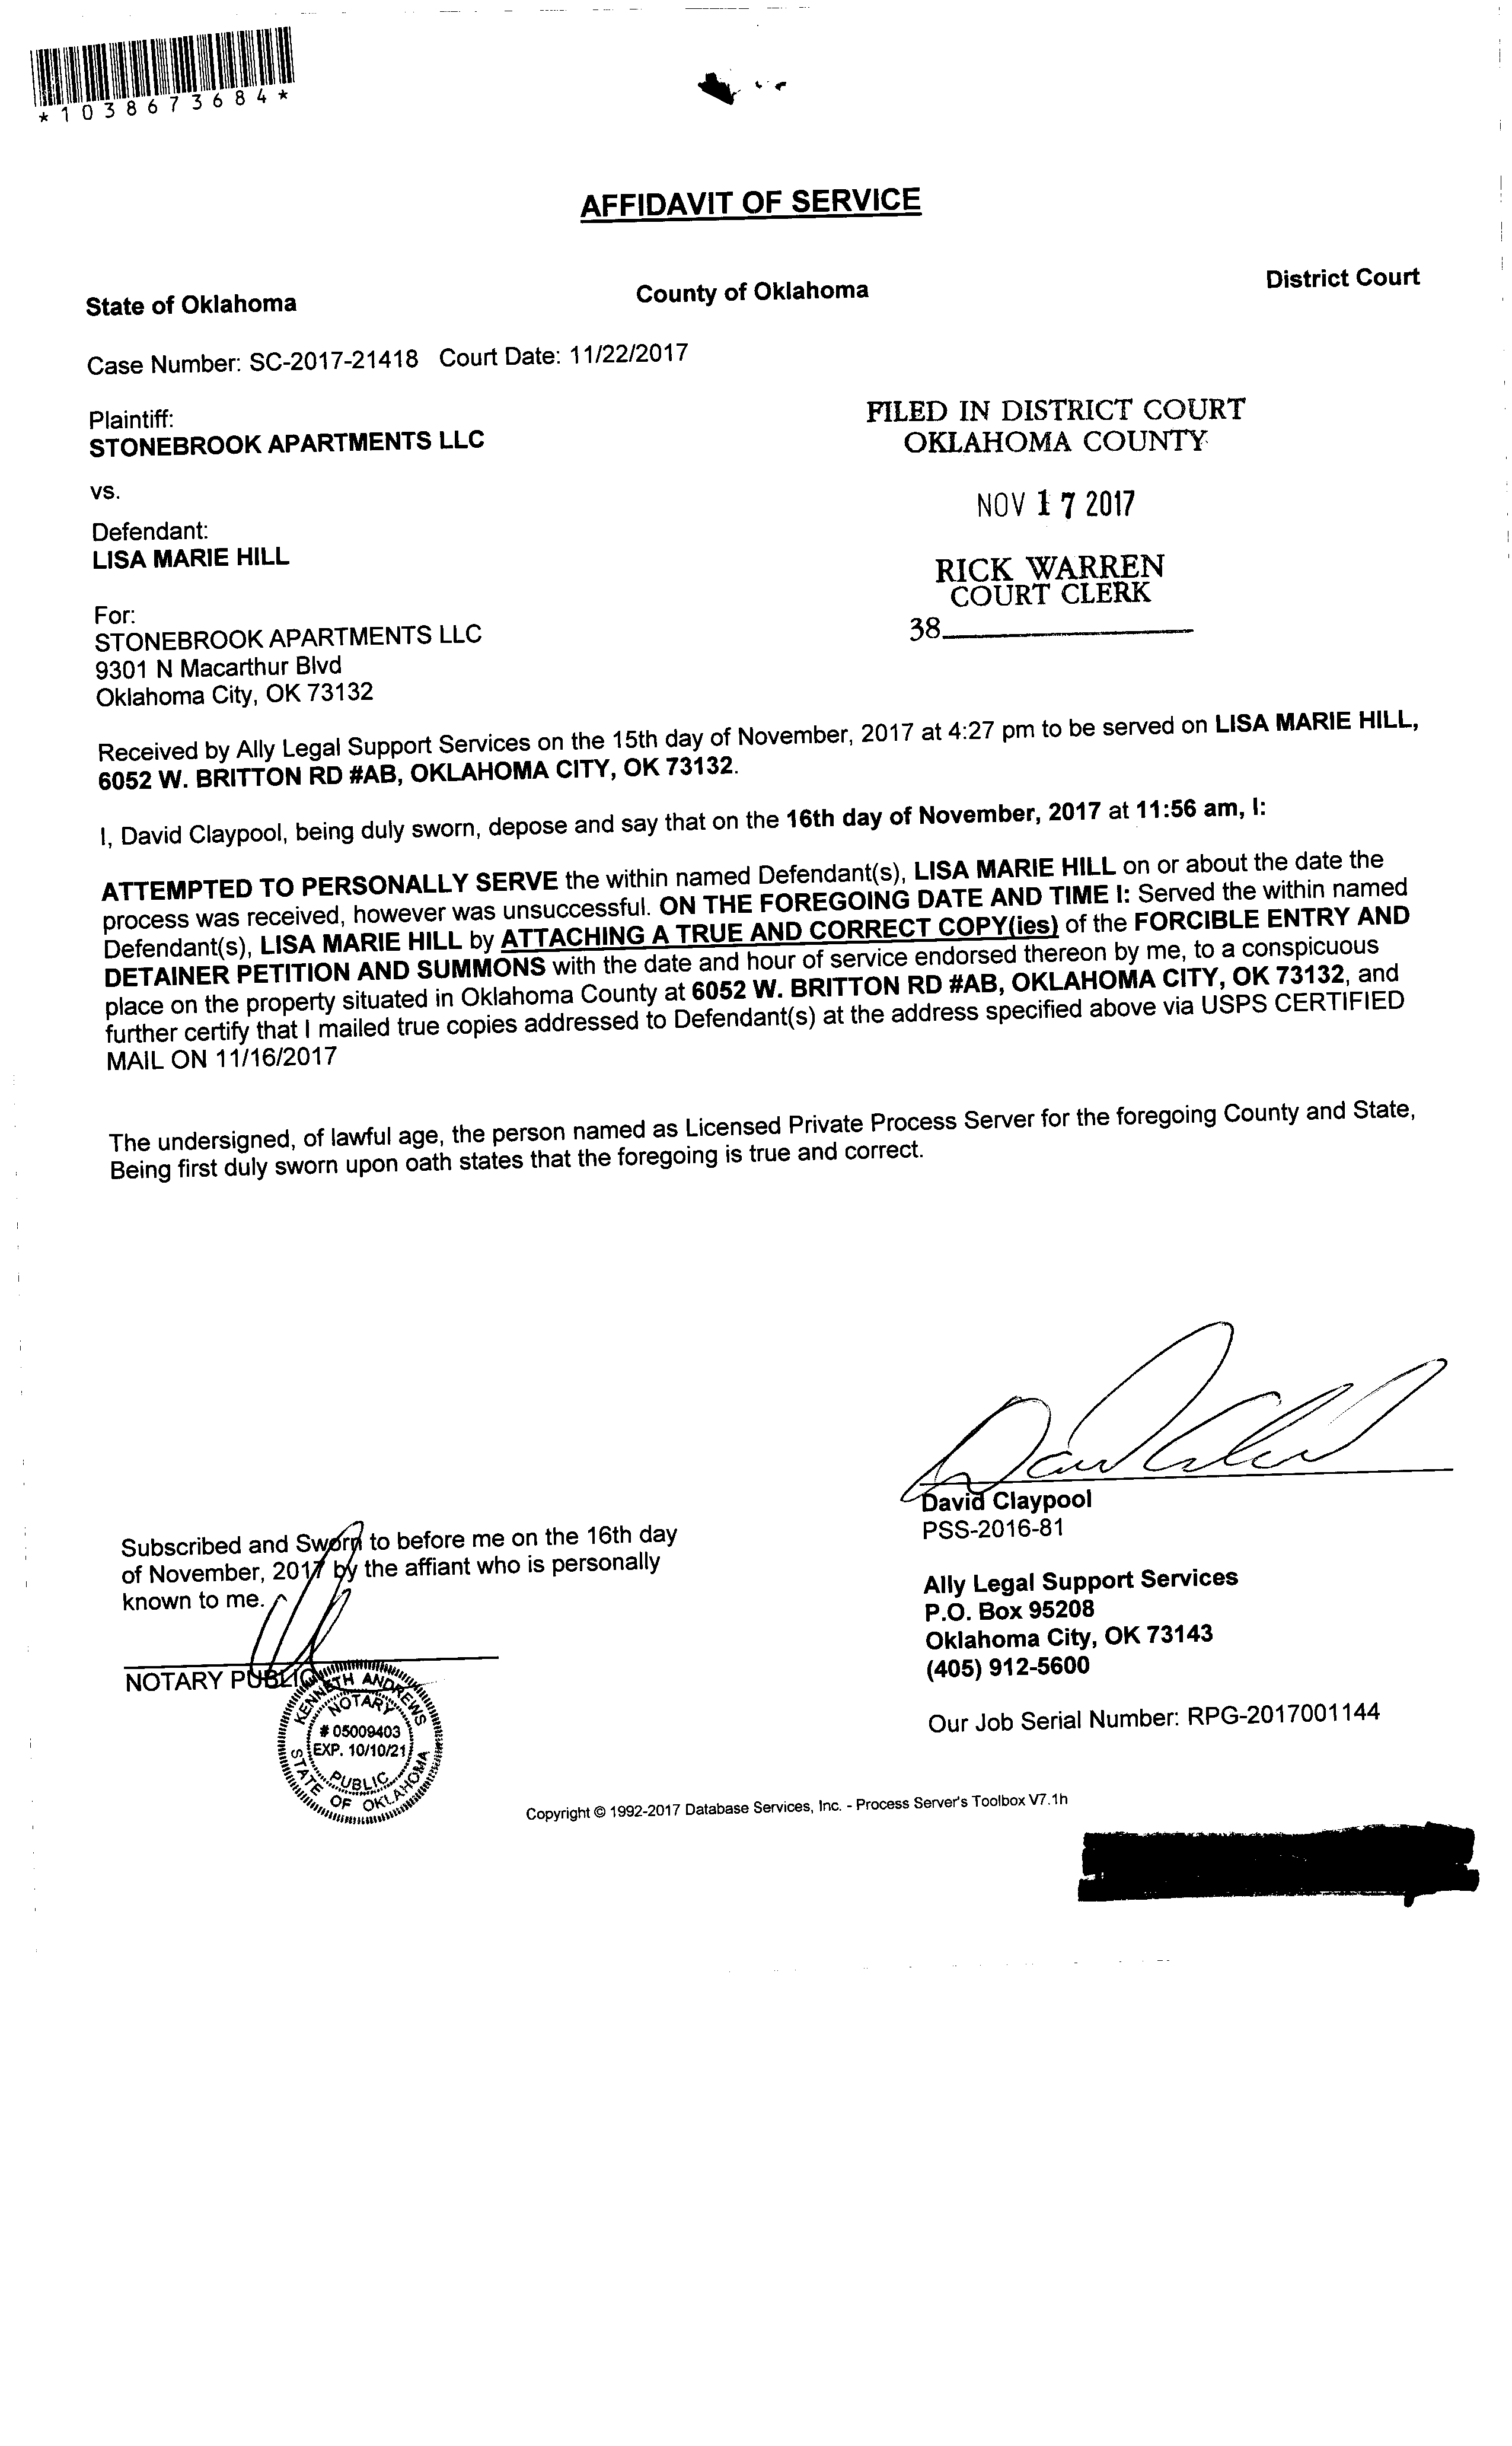 *1038673684*
AFFIDAVIT OF SERVICE
State of Oklahoma County of Oklahoma District Court
Case Number: SC-2017-21418 Court Date: 11/22/2017
Plaintiff:
STONEBROOK APARTMENTS LLC
vs.
Defendant:
LISA MARIE HILL
For:
STONEBROOK APARTMENTS LLC
9301 N Macarthur Blvd
Oklahoma City, OK 73132
FILED IN DISTRICT COURT
OKLAHOMA COUNTY
NOV 17 2017
RICK WARREN
COURT CLERK
38
Received by Ally Legal Support Services on the 15th day of November, 2017 at 4:27 pm to be served on LISA MARIE HILL,
6052 W. BRITTON RD #AB, OKLAHOMA CITY, OK 73132.
I, David Claypool, being duly sworn, depose and say that on the 16th day of November, 2017 at 11:56 am, I:
ATTEMPTED TO PERSONALLY SERVE the within named Defendant(s), LISA MARIE HILL on or about the date the
process was received, however was unsuccessful. ON THE FOREGOING DATE AND TIME I: Served the within named
Defendant(s), LISA MARIE HILL by ATTACHING A TRUE AND CORRECT COPY(ies) of the FORCIBLE ENTRY AND
DETAINER PETITION AND SUMMONS with the date and hour of service endorsed thereon by me, to a conspicuous
place on the property situated in Oklahoma County at 6052 W. BRITTON RD #AB, OKLAHOMA CITY, OK 73132, and
further certify that I mailed true copies addressed to Defendant(s) at the address specified above via USPS CERTIFIED
MAIL ON 11/16/2017
The undersigned, of lawful age, the person named as Licensed Private Process Server for the foregoing County and State,
Being first duly sworn upon oath states that the foregoing is true and correct.
David Claypool
PSS-2016-81
Subscribed and Sworn to before me on the 16th day
of November, 2017 by the affiant who is personally
known to me.
NOTARY PUBLIC
KENNETH ANDREWS
NOTARY
# 05009403
EXP. 10/10/21
PUBLIC
STATE OF OKLAHOMA
Ally Legal Support Services
P.O. Box 95208
Oklahoma City, OK 73143
(405) 912-5600
Our Job Serial Number: RPG-2017001144
Copyright © 1992-2017 Database Services, Inc. - Process Server's Toolbox V7.1h